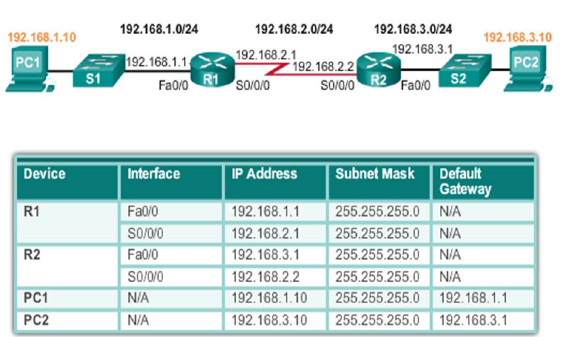 192.168.1.0/24 192.168.2.0/24 192.168.3.0/24
192.168.1.10 192.168.3.1 192.168.3.10
PC1 192.168.1.1 192.168.2.1 192.168.2.2 PC2
S1 R1 R2 S2
Fa0/0 S0/0/0 S0/0/0 Fa0/0
Device Interface IP Address Subnet Mask Default Gateway
R1 Fa0/0 192.168.1.1 255.255.255.0 N/A
S0/0/0 192.168.2.1 255.255.255.0 N/A
R2 Fa0/0 192.168.3.1 255.255.255.0 N/A
S0/0/0 192.168.2.2 255.255.255.0 N/A
PC1 N/A 192.168.1.10 255.255.255.0 192.168.1.1
PC2 N/A 192.168.3.10 255.255.255.0 192.168.3.1